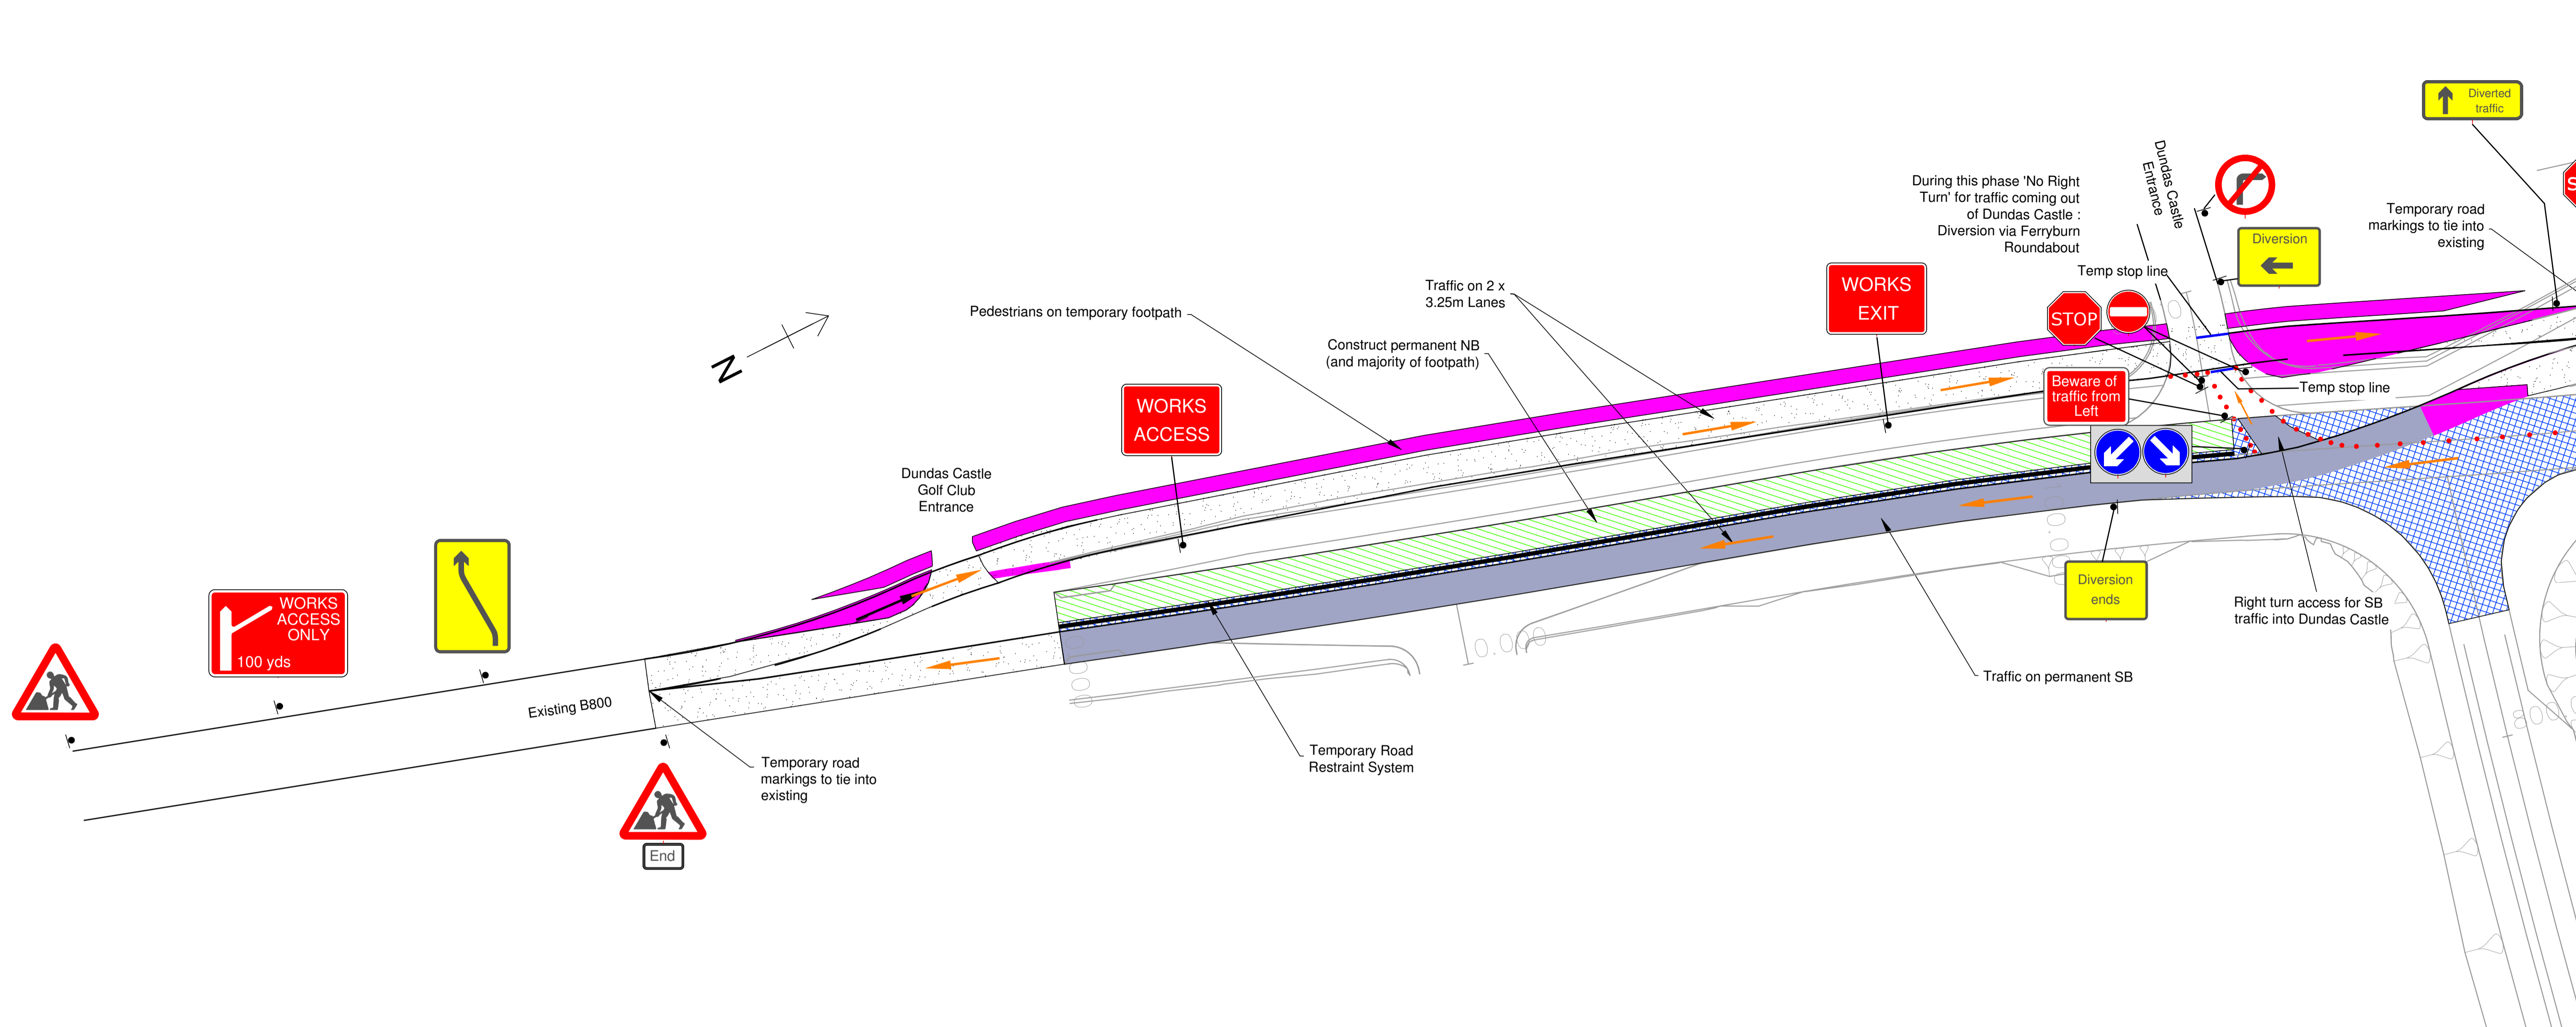 Diverted
traffic
During this phase 'No Right
Turn' for traffic coming out
of Dundas Castle :
Diversion via Ferryburn
Roundabout
Dundas Castle
Entrance
Temporary road
markings to tie into
existing
Diversion
Temp stop line
WORKS
EXIT
STOP
Traffic on 2 x
3.25m Lanes
Pedestrians on temporary footpath
Construct permanent NB
(and majority of footpath)
N
Beware of
traffic from
Left
Temp stop line
WORKS
ACCESS
Dundas Castle
Golf Club
Entrance
Diversion
ends
Right turn access for SB
traffic into Dundas Castle
WORKS
ACCESS
ONLY
100 yds
Existing B800
Traffic on permanent SB
Temporary road
markings to tie into
existing
Temporary Road
Restraint System
End
0.000